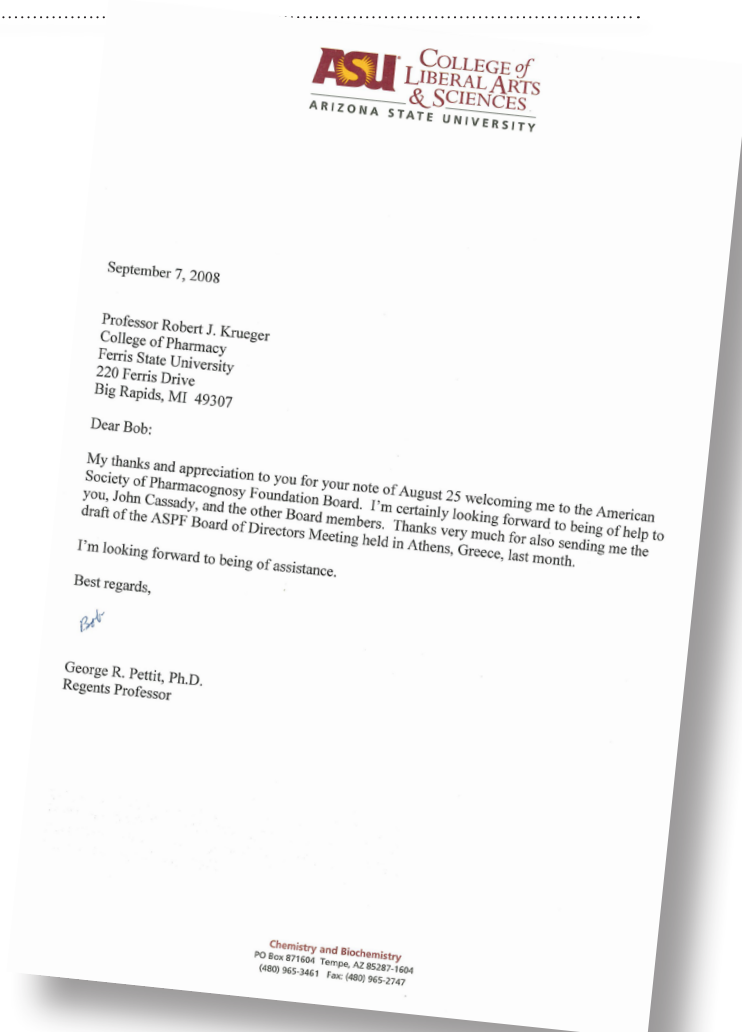 ASU COLLEGE of
LIBERAL ARTS
& SCIENCES
ARIZONA STATE UNIVERSITY
September 7, 2008
Professor Robert J. Krueger
College of Pharmacy
Ferris State University
220 Ferris Drive
Big Rapids, MI 49307
Dear Bob:
My thanks and appreciation to you for your note of August 25 welcoming me to the American
Society of Pharmacognosy Foundation Board. I'm certainly looking forward to being of help to
you, John Cassady, and the other Board members. Thanks very much for also sending me the
draft of the ASPF Board of Directors Meeting held in Athens, Greece, last month.
I'm looking forward to being of assistance.
Best regards,
Bob
George R. Pettit, Ph.D.
Regents Professor
Chemistry and Biochemistry
PO Box 871604 Tempe, AZ 85287-1604
(480) 965-3461 Fax: (480) 965-2747